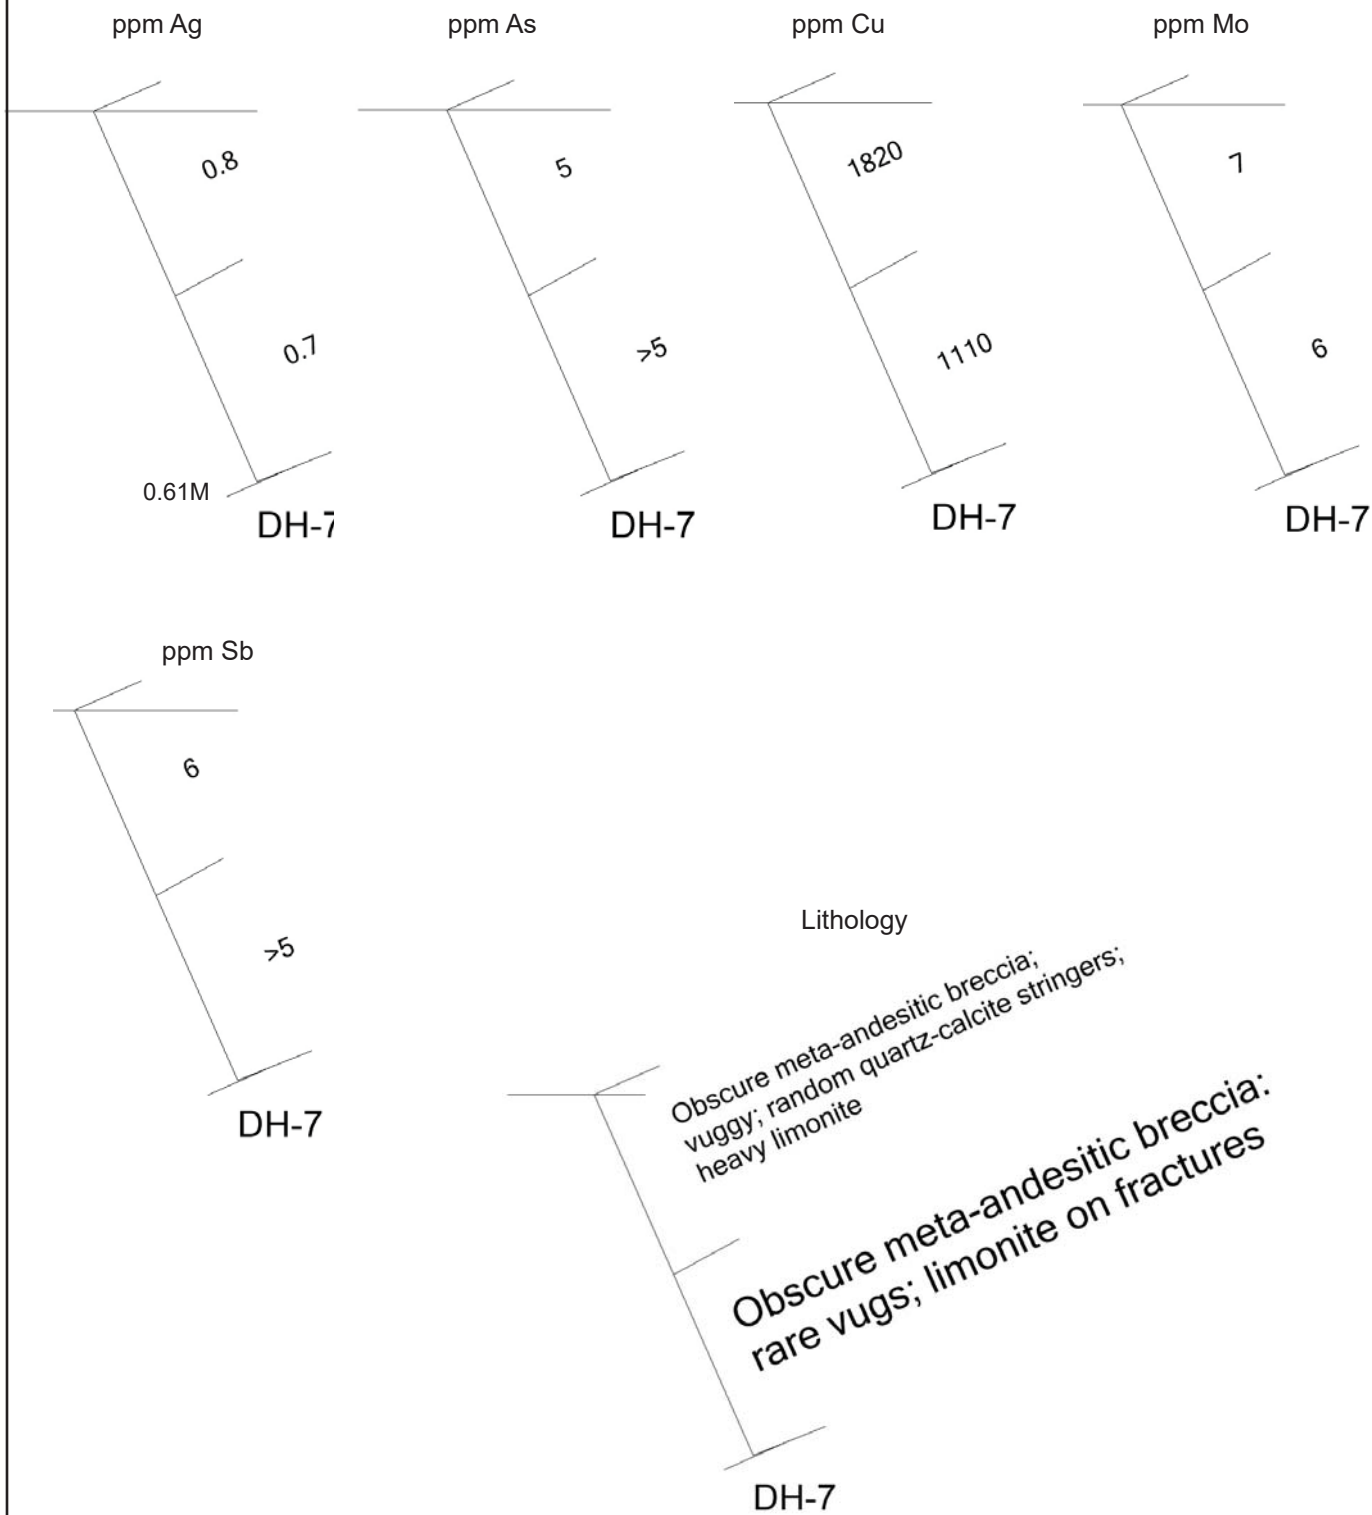 ppm Ag
ppm As
ppm Cu
ppm Mo
0.8
5
1820
7
0.7
>5
1110
6
0.61M
DH-7
DH-7
DH-7
DH-7
ppm Sb
6
>5
DH-7
Lithology
Obscure meta-andesitic breccia;
vuggy; random quartz-calcite stringers;
heavy limonite
Obscure meta-andesitic breccia:
rare vugs; limonite on fractures
DH-7